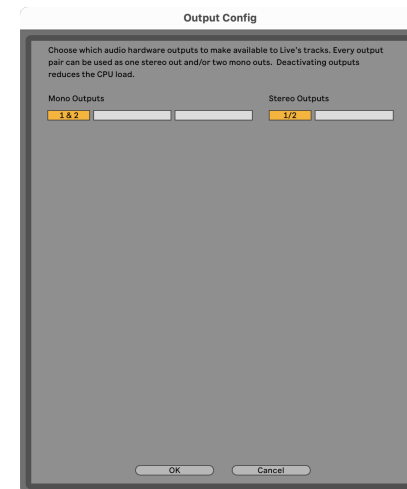 Output Config
Choose which audio hardware outputs to make available to Live's tracks. Every output
pair can be used as one stereo out and/or two mono outs. Deactivating outputs
reduces the CPU load.
Mono Outputs Stereo Outputs
1 & 2 1/2
OK Cancel